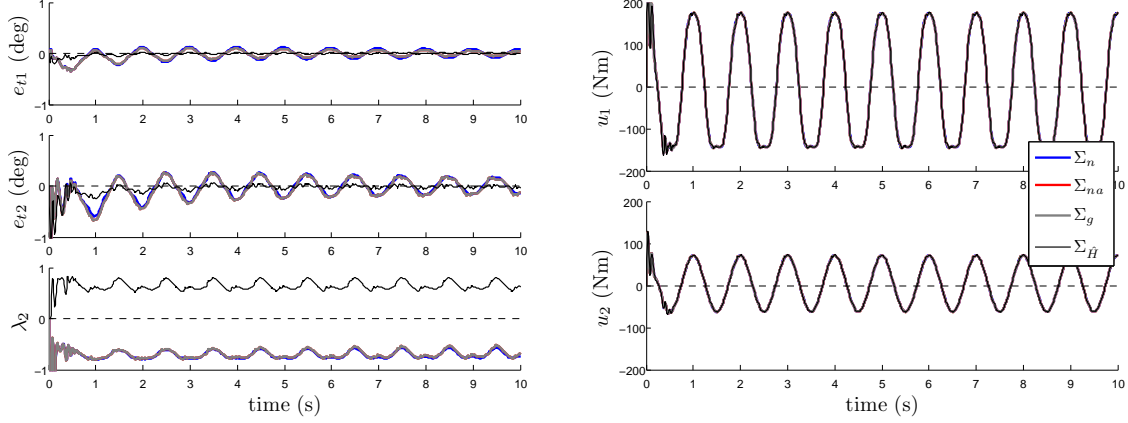 e_{t1} (deg)
1
0
−1
0 1 2 3 4 5 6 7 8 9 10
e_{t2} (deg)
1
0
−1
0 1 2 3 4 5 6 7 8 9 10
λ_2
1
0
−1
0 1 2 3 4 5 6 7 8 9 10
time (s)
u_1 (Nm)
200
100
0
−100
−200
0 1 2 3 4 5 6 7 8 9 10
Σ_n
Σ_{na}
Σ_g
Σ_{Ĥ}
u_2 (Nm)
200
100
0
−100
−200
0 1 2 3 4 5 6 7 8 9 10
time (s)